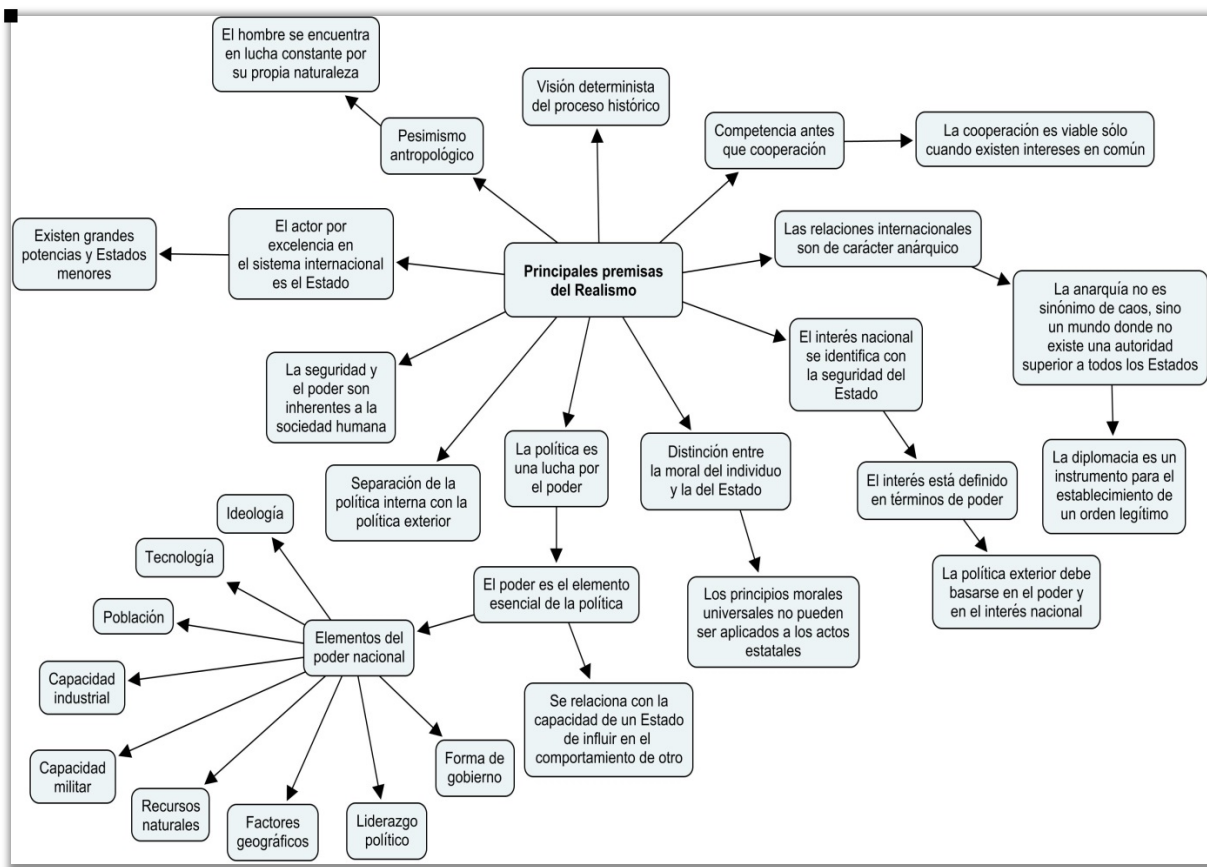 El hombre se encuentra
en lucha constante por
su propia naturaleza
Visión determinista
del proceso histórico
Pesimismo
antropológico
Competencia antes
que cooperación
La cooperación es viable sólo
cuando existen intereses en común
Existen grandes
potencias y Estados
menores
El actor por
excelencia en
el sistema internacional
es el Estado
Principales premisas
del Realismo
Las relaciones internacionales
son de carácter anárquico
La anarquía no es
sinónimo de caos, sino
un mundo donde no
existe una autoridad
superior a todos los Estados
El interés nacional
se identifica con
la seguridad del
Estado
La seguridad y
el poder son
inherentes a la
sociedad humana
Separación de la
política interna con la
política exterior
La política es
una lucha por
el poder
Distinción entre
la moral del individuo
y la del Estado
El interés está definido
en términos de poder
La diplomacia es un
instrumento para el
establecimiento de
un orden legítimo
La política exterior debe
basarse en el poder y
en el interés nacional
El poder es el elemento
esencial de la política
Los principios morales
universales no pueden
ser aplicados a los actos
estatales
Se relaciona con la
capacidad de un Estado
de influir en el
comportamiento de otro
Elementos del
poder nacional
Ideología
Tecnología
Población
Capacidad
industrial
Capacidad
militar
Recursos
naturales
Factores
geográficos
Liderazgo
político
Forma de
gobierno